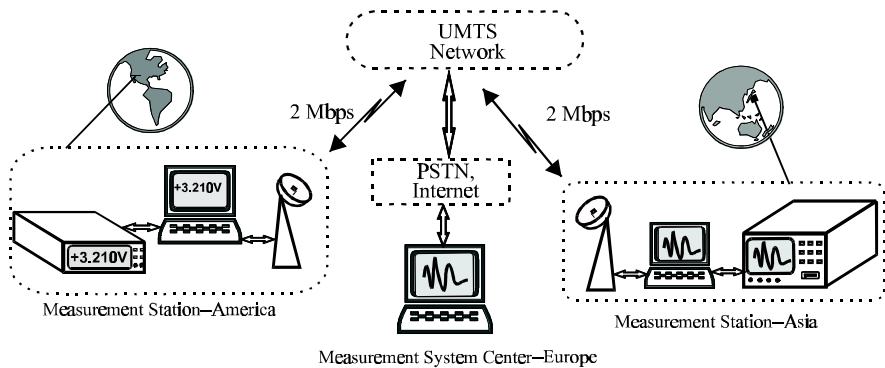 UMTS
Network
2 Mbps
2 Mbps
PSTN,
Internet
+3.210V
+3.210V
Measurement Station–America
Measurement Station–Asia
Measurement System Center–Europe